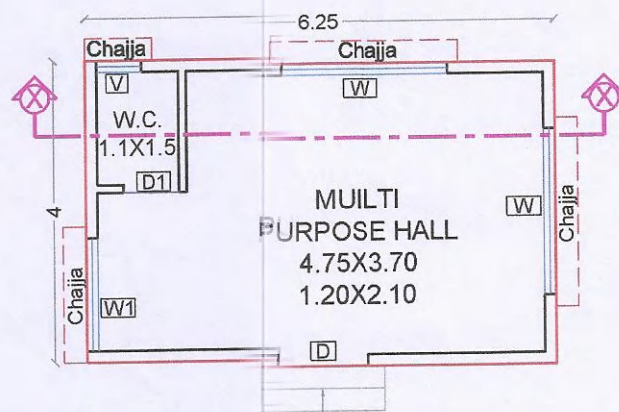 6.25
Chajja
Chajja
V
W
X
X
W.C.
1.1X1.5
D1
4
MUILTI
PURPOSE HALL
4.75X3.70
1.20X2.10
W
Chajja
Chajja
W1
D